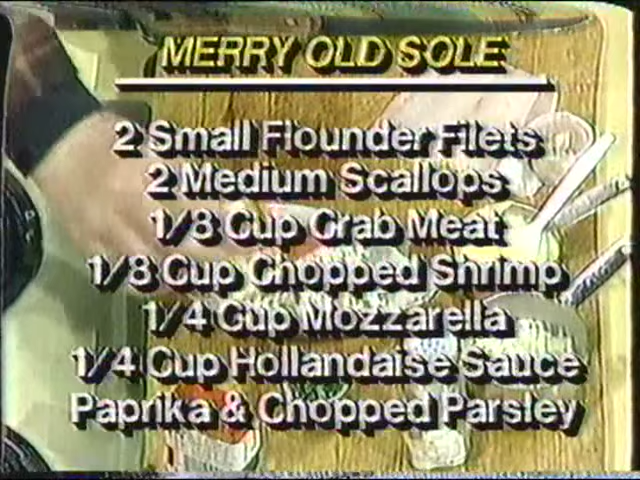 MERRY OLD SOLE
2 Small Flounder Filets
2 Medium Scallops
1/8 Cup Crab Meat
1/8 Cup Chopped Shrimp
1/4 Cup Mozzarella
1/4 Cup Hollandaise Sauce
Paprika & Chopped Parsley